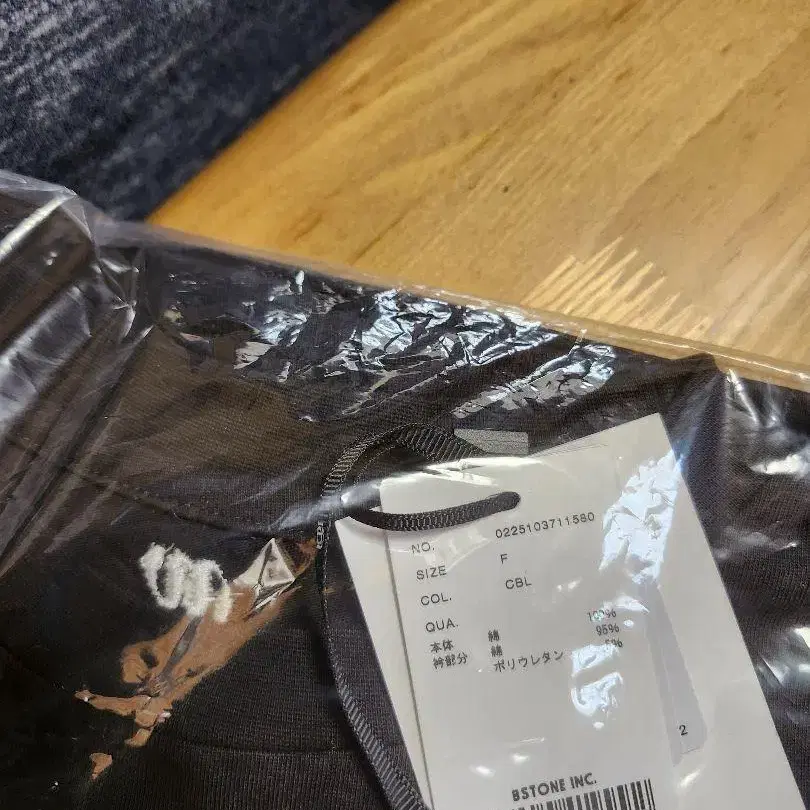 NO. 0225103711580
SIZE F
COL. CBL
QUA.
本体 綿 100%
衿部分 綿 95%
ポリウレタン 5%
2
BSTONE INC.